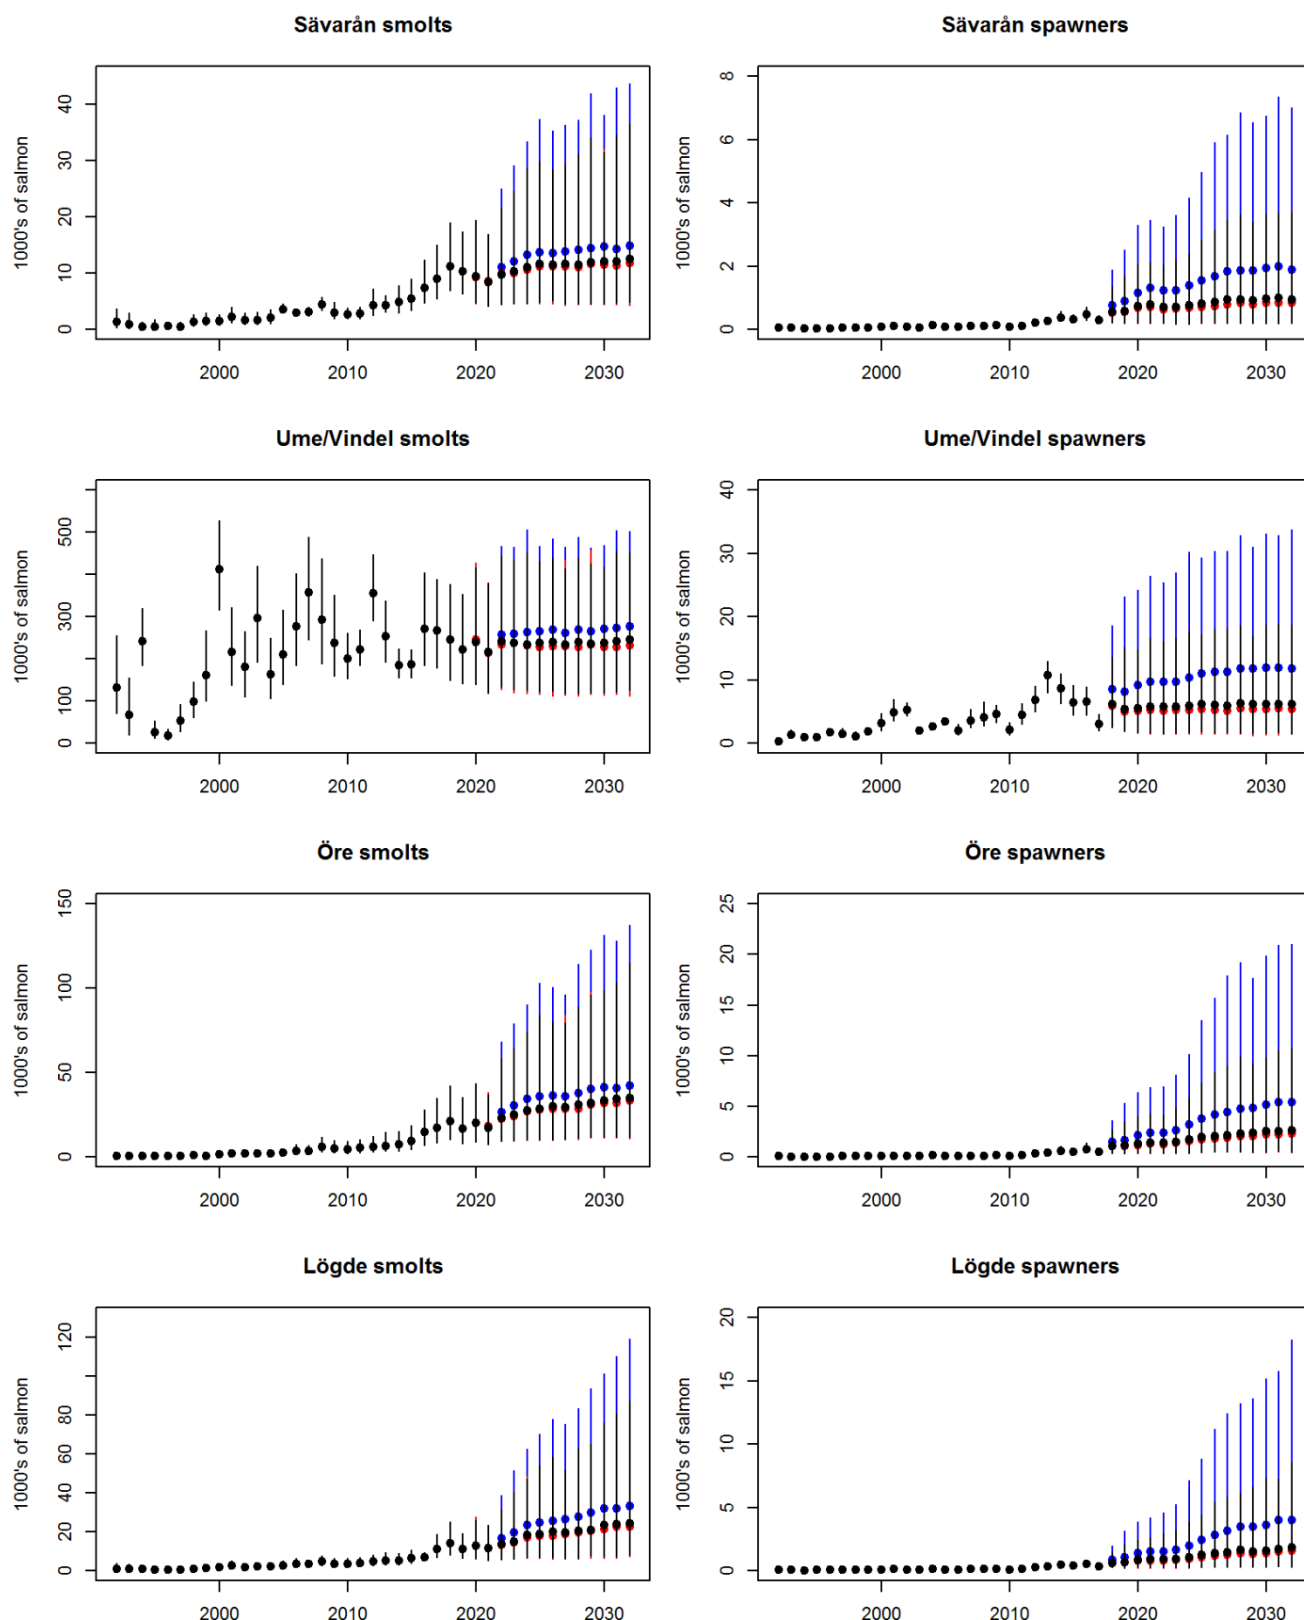 Sävarån smolts
1000's of salmon
0 10 20 30 40
2000 2010 2020 2030
Sävarån spawners
1000's of salmon
0 2 4 6 8
2000 2010 2020 2030
Ume/Vindel smolts
1000's of salmon
0 100 300 500
2000 2010 2020 2030
Ume/Vindel spawners
1000's of salmon
0 10 20 30 40
2000 2010 2020 2030
Öre smolts
1000's of salmon
0 50 100 150
2000 2010 2020 2030
Öre spawners
1000's of salmon
0 5 10 15 20 25
2000 2010 2020 2030
Lögde smolts
1000's of salmon
0 20 40 60 80 120
2000 2010 2020 2030
Lögde spawners
1000's of salmon
0 5 10 15 20
2000 2010 2020 2030